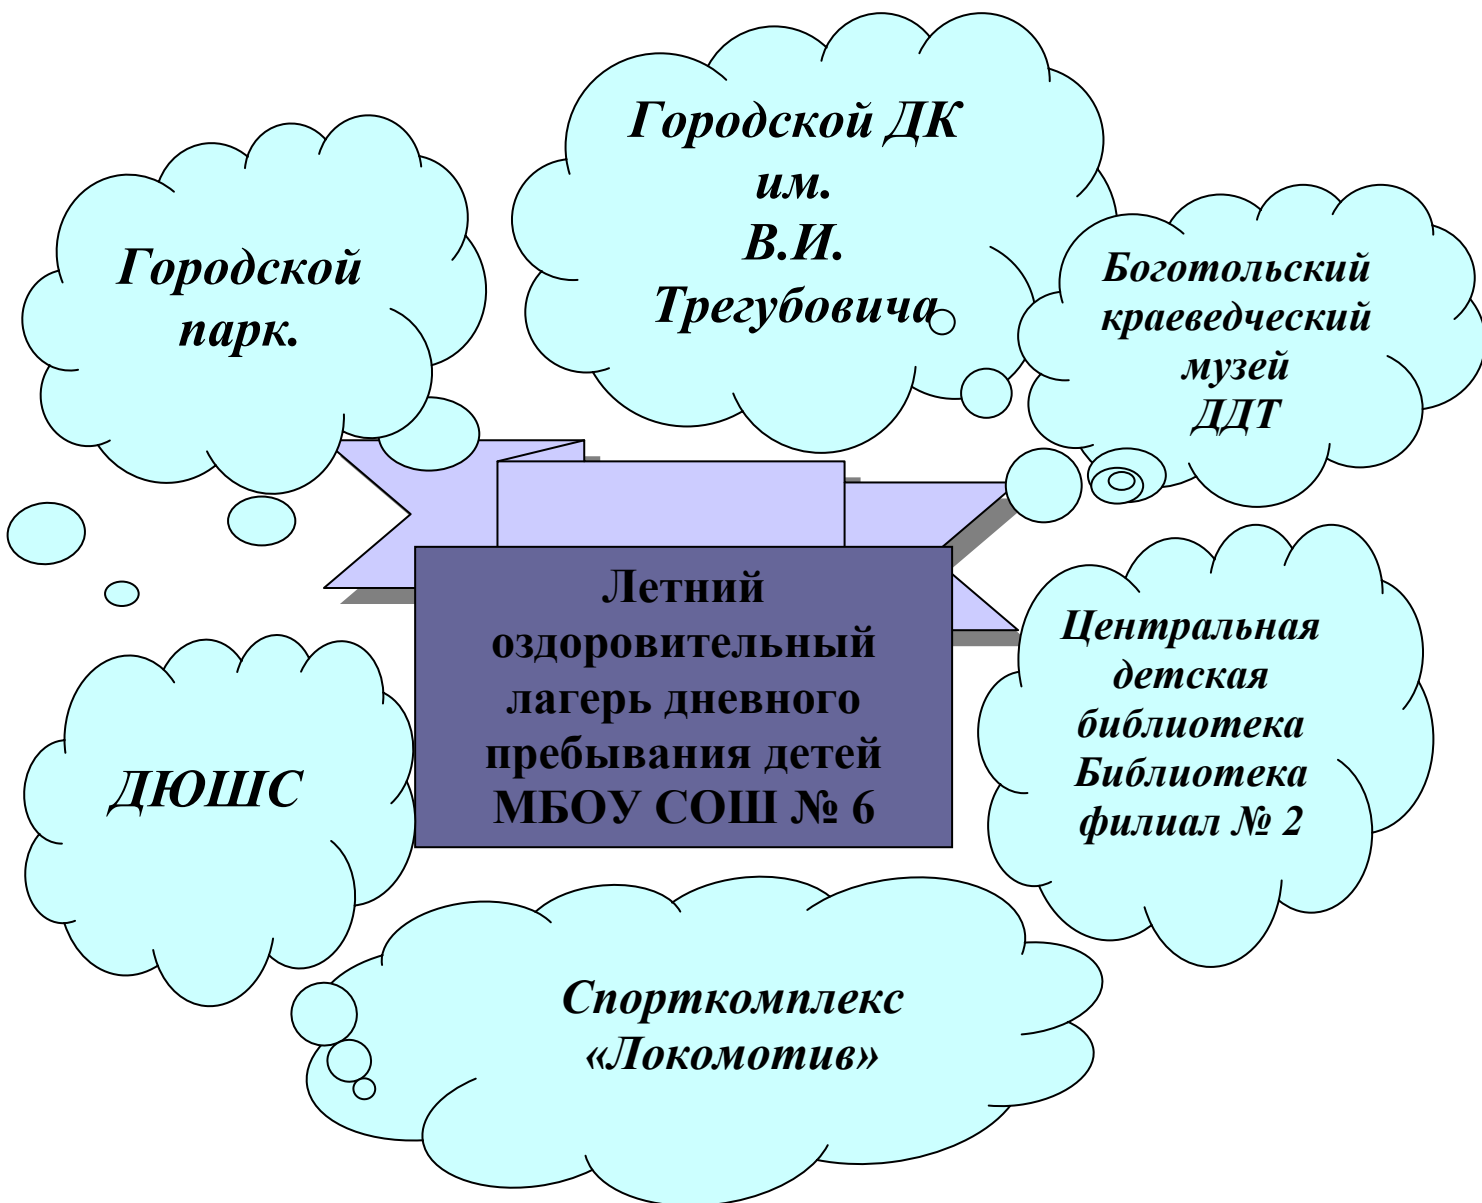 Городской ДК
им.
В.И.
Трегубовича
Городской
парк.
Боготольский
краеведческий
музей
ДДТ
Летний
оздоровительный
лагерь дневного
пребывания детей
МБОУ СОШ № 6
Центральная
детская
библиотека
Библиотека
филиал № 2
ДЮШС
Спорткомплекс
«Локомотив»